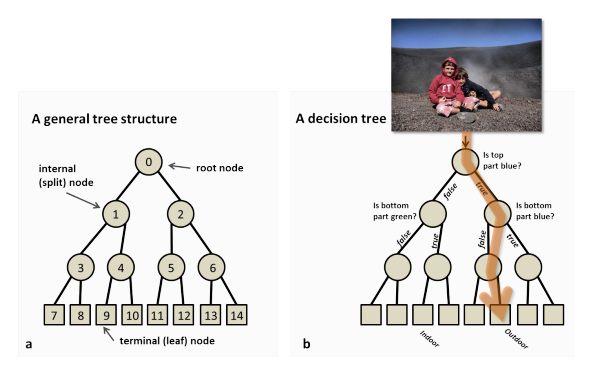 A general tree structure
0
root node
internal
(split) node
1
2
3
4
5
6
7
8
9
10
11
12
13
14
terminal (leaf) node
a
A decision tree
Is top
part blue?
false
true
Is bottom
part green?
Is bottom
part blue?
false
true
false
true
Indoor
Outdoor
b